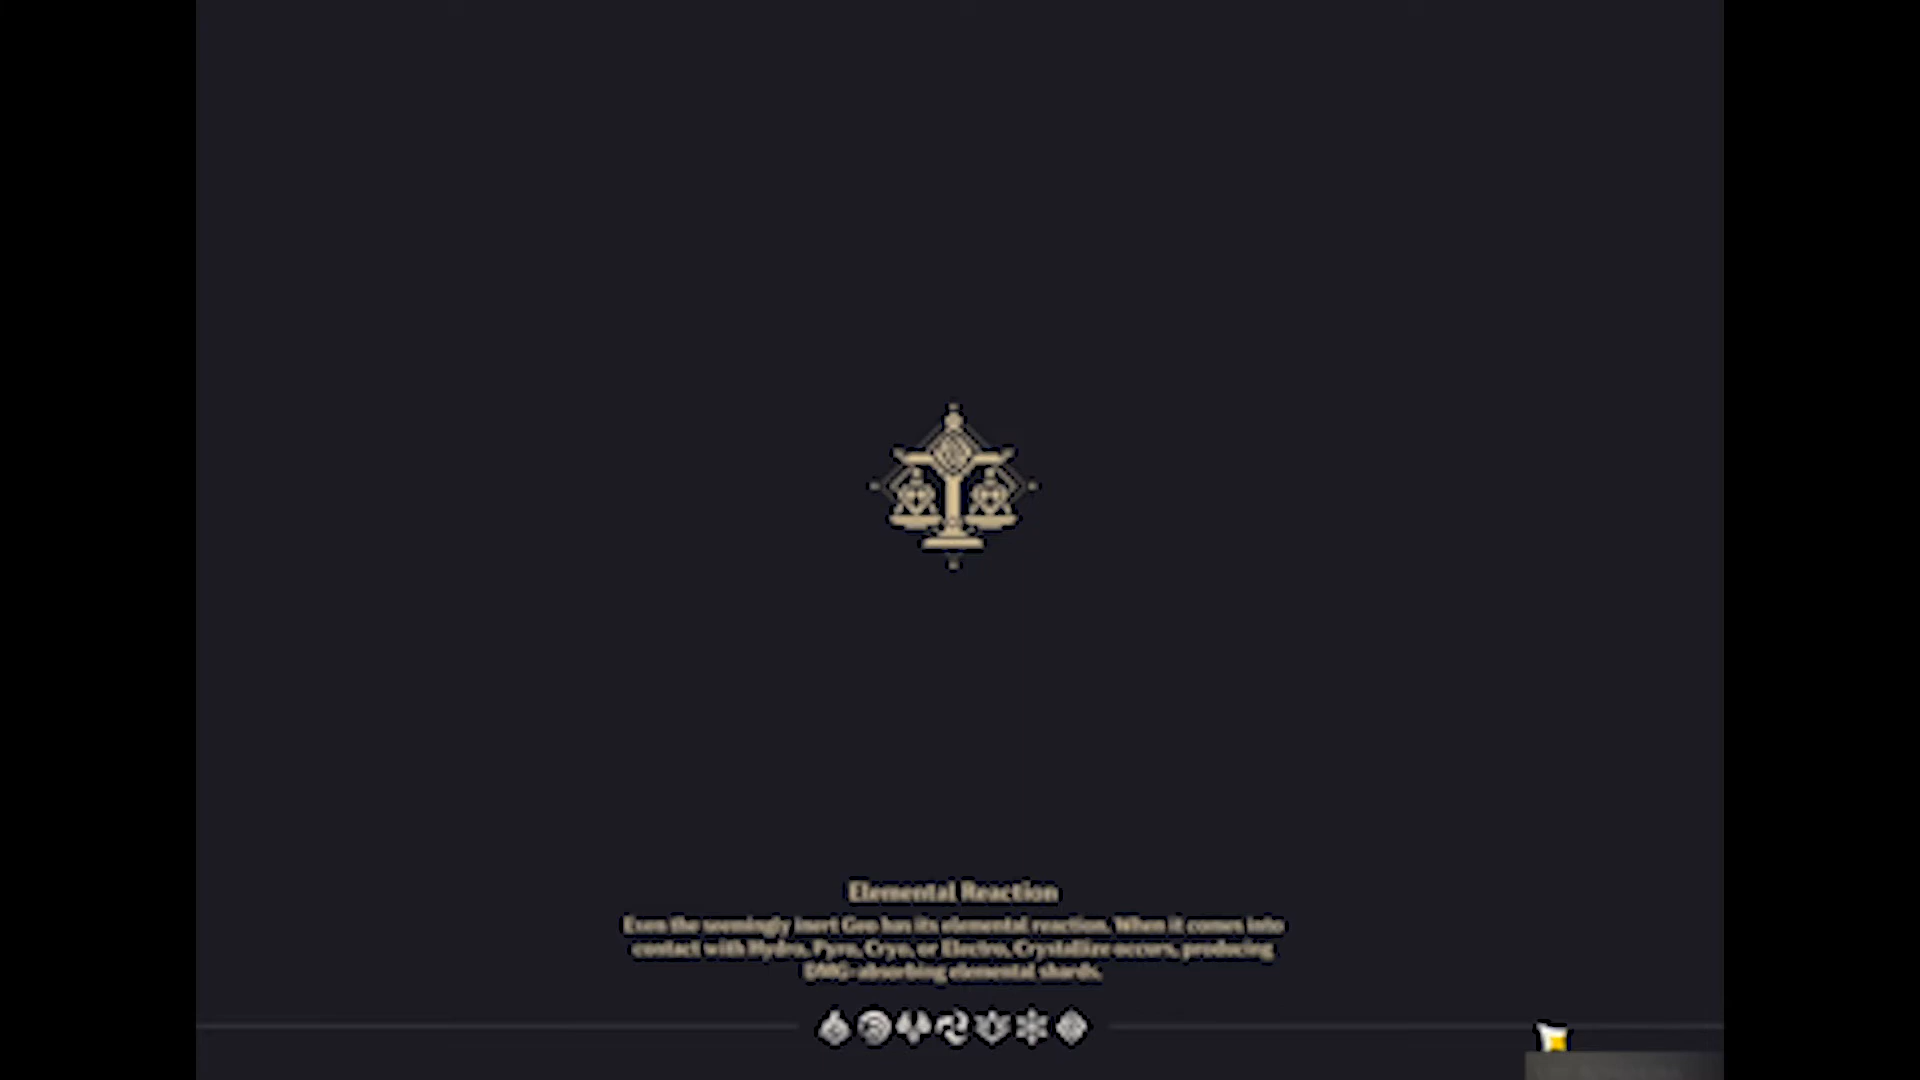 Elemental Reaction
Even the seemingly inert Geo has its elemental reaction. When it comes into
contact with Hydro, Pyro, Cryo, or Electro, Crystallize occurs, producing
DMG-absorbing elemental shards.